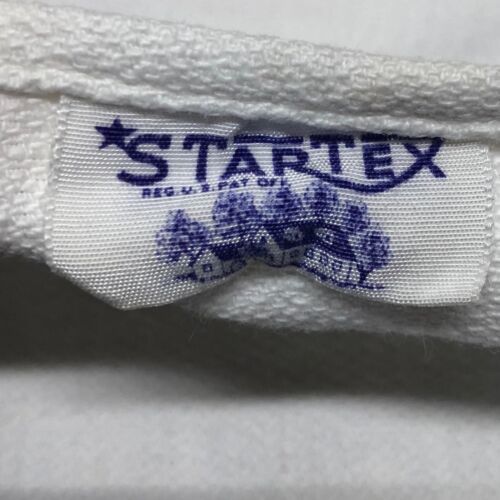 STARTEX
REG. U.S. PAT OFF